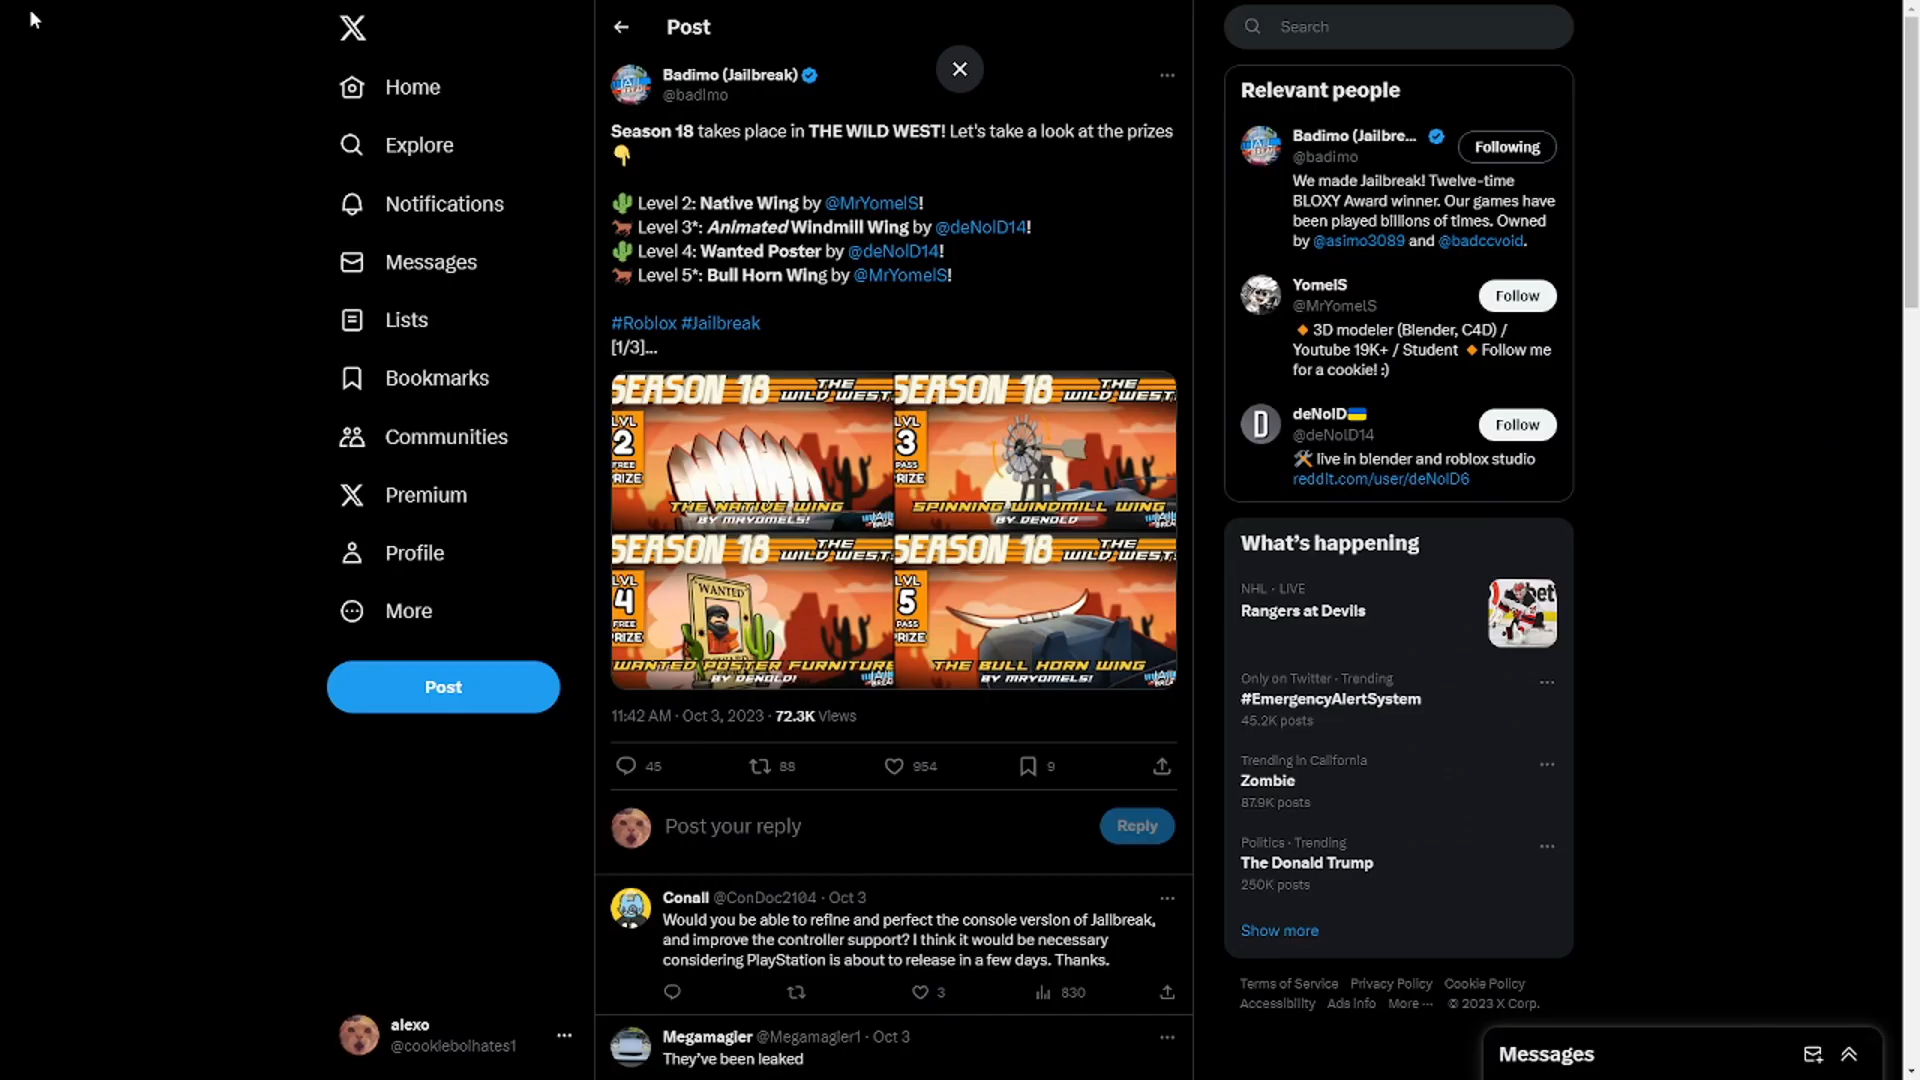 Home
Explore
Notifications
Messages
Lists
Bookmarks
Communities
Premium
Profile
More
Post
alexo
@cookiebolhates1
Post
Badimo (Jailbreak)
@badimo
Season 18 takes place in THE WILD WEST! Let's take a look at the prizes
👇
🌵 Level 2: Native Wing by @MrYomelS!
🐎 Level 3*: Animated Windmill Wing by @deNolD14!
🌵 Level 4: Wanted Poster by @deNolD14!
🐎 Level 5*: Bull Horn Wing by @MrYomelS!
#Roblox #Jailbreak
[1/3]...
SEASON 18 THE WILD WEST
LVL 2 FREE PRIZE
THE NATIVE WING
BY MRYOMELS!
SEASON 18 THE WILD WEST
LVL 3 PASS PRIZE
SPINNING WINDMILL WING
BY DENOLD
SEASON 18 THE WILD WEST
LVL 4 FREE PRIZE
WANTED
WANTED POSTER FURNITURE
BY DENOLD!
SEASON 18 THE WILD WEST
LVL 5 PASS PRIZE
THE BULL HORN WING
BY MRYOMELS!
11:42 AM · Oct 3, 2023 · 72.3K Views
45 88 954 9
Post your reply
Reply
Conall @ConDoc2104 · Oct 3
Would you be able to refine and perfect the console version of Jailbreak,
and improve the controller support? I think it would be necessary
considering PlayStation is about to release in a few days. Thanks.
3 830
Megamagler @Megamagler1 · Oct 3
They've been leaked
Search
Relevant people
Badimo (Jailbre...
@badimo
Following
We made Jailbreak! Twelve-time
BLOXY Award winner. Our games have
been played billions of times. Owned
by @asimo3089 and @badccvoid.
YomelS
@MrYomelS
Follow
🔸3D modeler (Blender, C4D) /
Youtube 19K+ / Student 🔸Follow me
for a cookie! :)
deNolD🇺🇦
@deNolD14
Follow
🛠 live in blender and roblox studio
reddit.com/user/deNolD6
What's happening
NHL · LIVE
Rangers at Devils
Only on Twitter · Trending
#EmergencyAlertSystem
45.2K posts
Trending in California
Zombie
87.9K posts
Politics · Trending
The Donald Trump
250K posts
Show more
Terms of Service Privacy Policy Cookie Policy
Accessibility Ads info More ··· © 2023 X Corp.
Messages